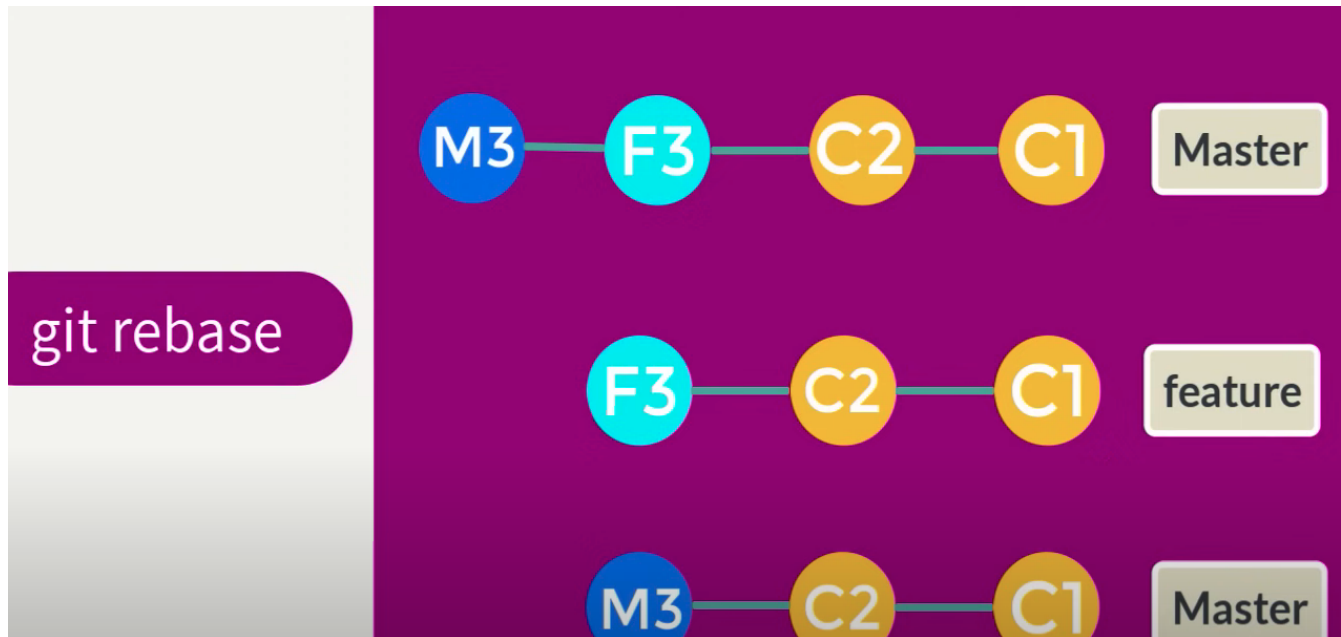 M3 F3 C2 C1 Master
git rebase
F3 C2 C1 feature
M3 C2 C1 Master